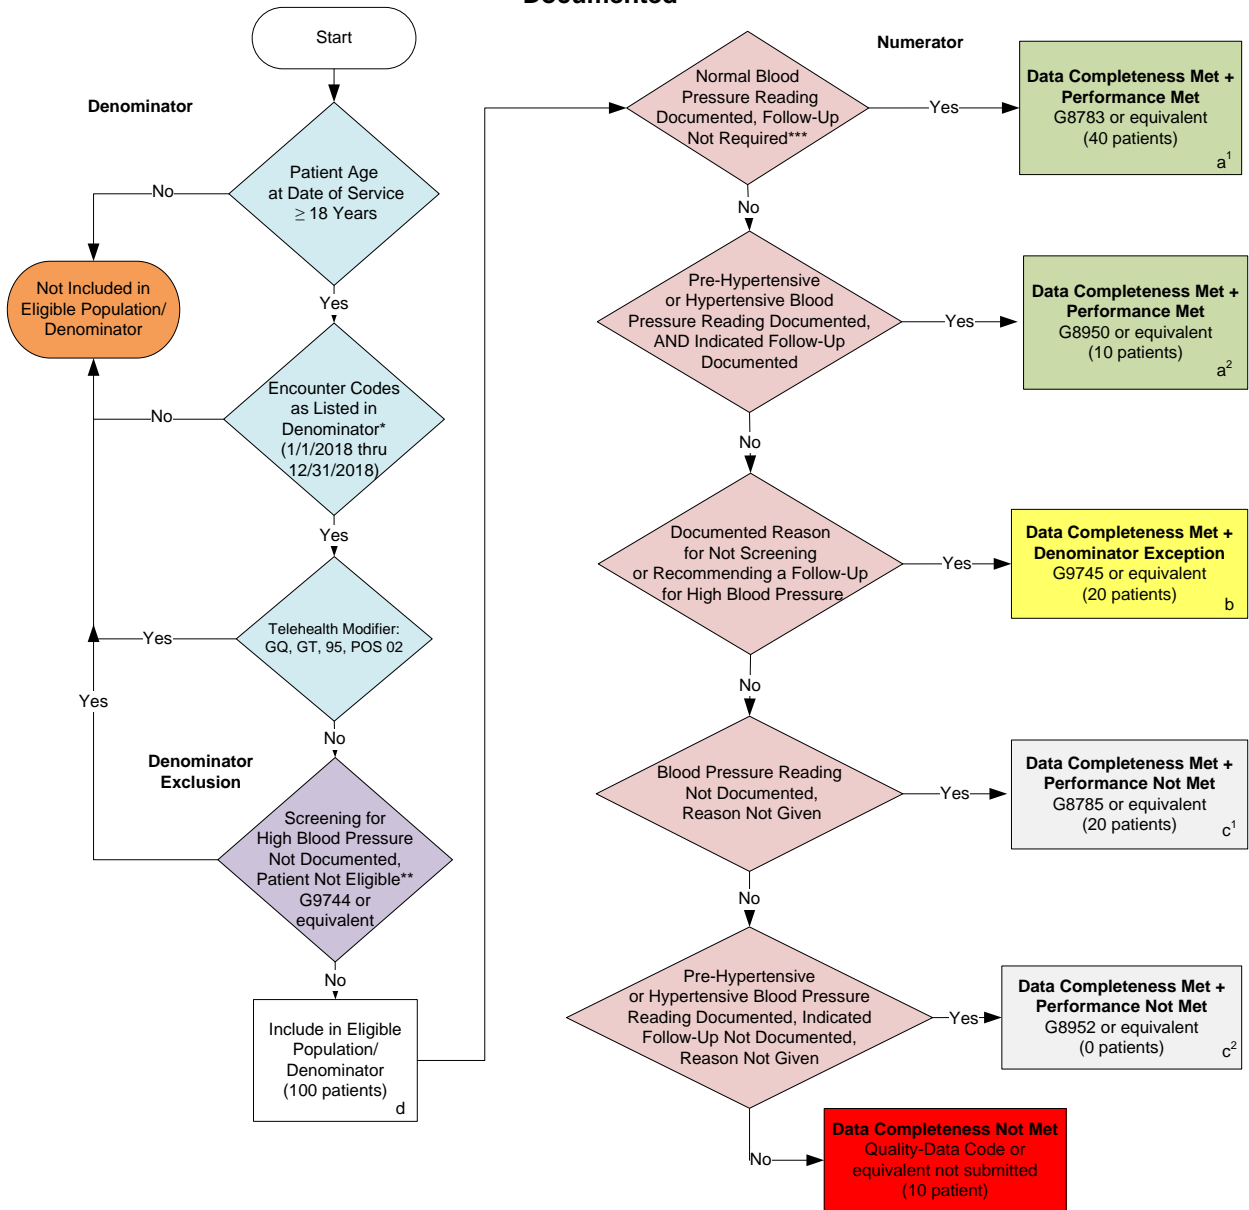 Documented
Start
Denominator
Patient Age
at Date of Service
≥ 18 Years
No
Not Included in
Eligible Population/
Denominator
Yes
Encounter Codes
as Listed in
Denominator*
(1/1/2018 thru
12/31/2018)
No
Yes
Telehealth Modifier:
GQ, GT, 95, POS 02
Yes
Yes
No
Denominator
Exclusion
Screening for
High Blood Pressure
Not Documented,
Patient Not Eligible**
G9744 or
equivalent
No
Include in Eligible
Population/
Denominator
(100 patients)
d
Numerator
Normal Blood
Pressure Reading
Documented, Follow-Up
Not Required***
Yes
Data Completeness Met +
Performance Met
G8783 or equivalent
(40 patients)
a¹
No
Pre-Hypertensive
or Hypertensive Blood
Pressure Reading Documented,
AND Indicated Follow-Up
Documented
Yes
Data Completeness Met +
Performance Met
G8950 or equivalent
(10 patients)
a²
No
Documented Reason
for Not Screening
or Recommending a Follow-Up
for High Blood Pressure
Yes
Data Completeness Met +
Denominator Exception
G9745 or equivalent
(20 patients)
b
No
Blood Pressure Reading
Not Documented,
Reason Not Given
Yes
Data Completeness Met +
Performance Not Met
G8785 or equivalent
(20 patients)
c¹
No
Pre-Hypertensive
or Hypertensive Blood Pressure
Reading Documented, Indicated
Follow-Up Not Documented,
Reason Not Given
Yes
Data Completeness Met +
Performance Not Met
G8952 or equivalent
(0 patients)
c²
No
Data Completeness Not Met
Quality-Data Code or
equivalent not submitted
(10 patient)